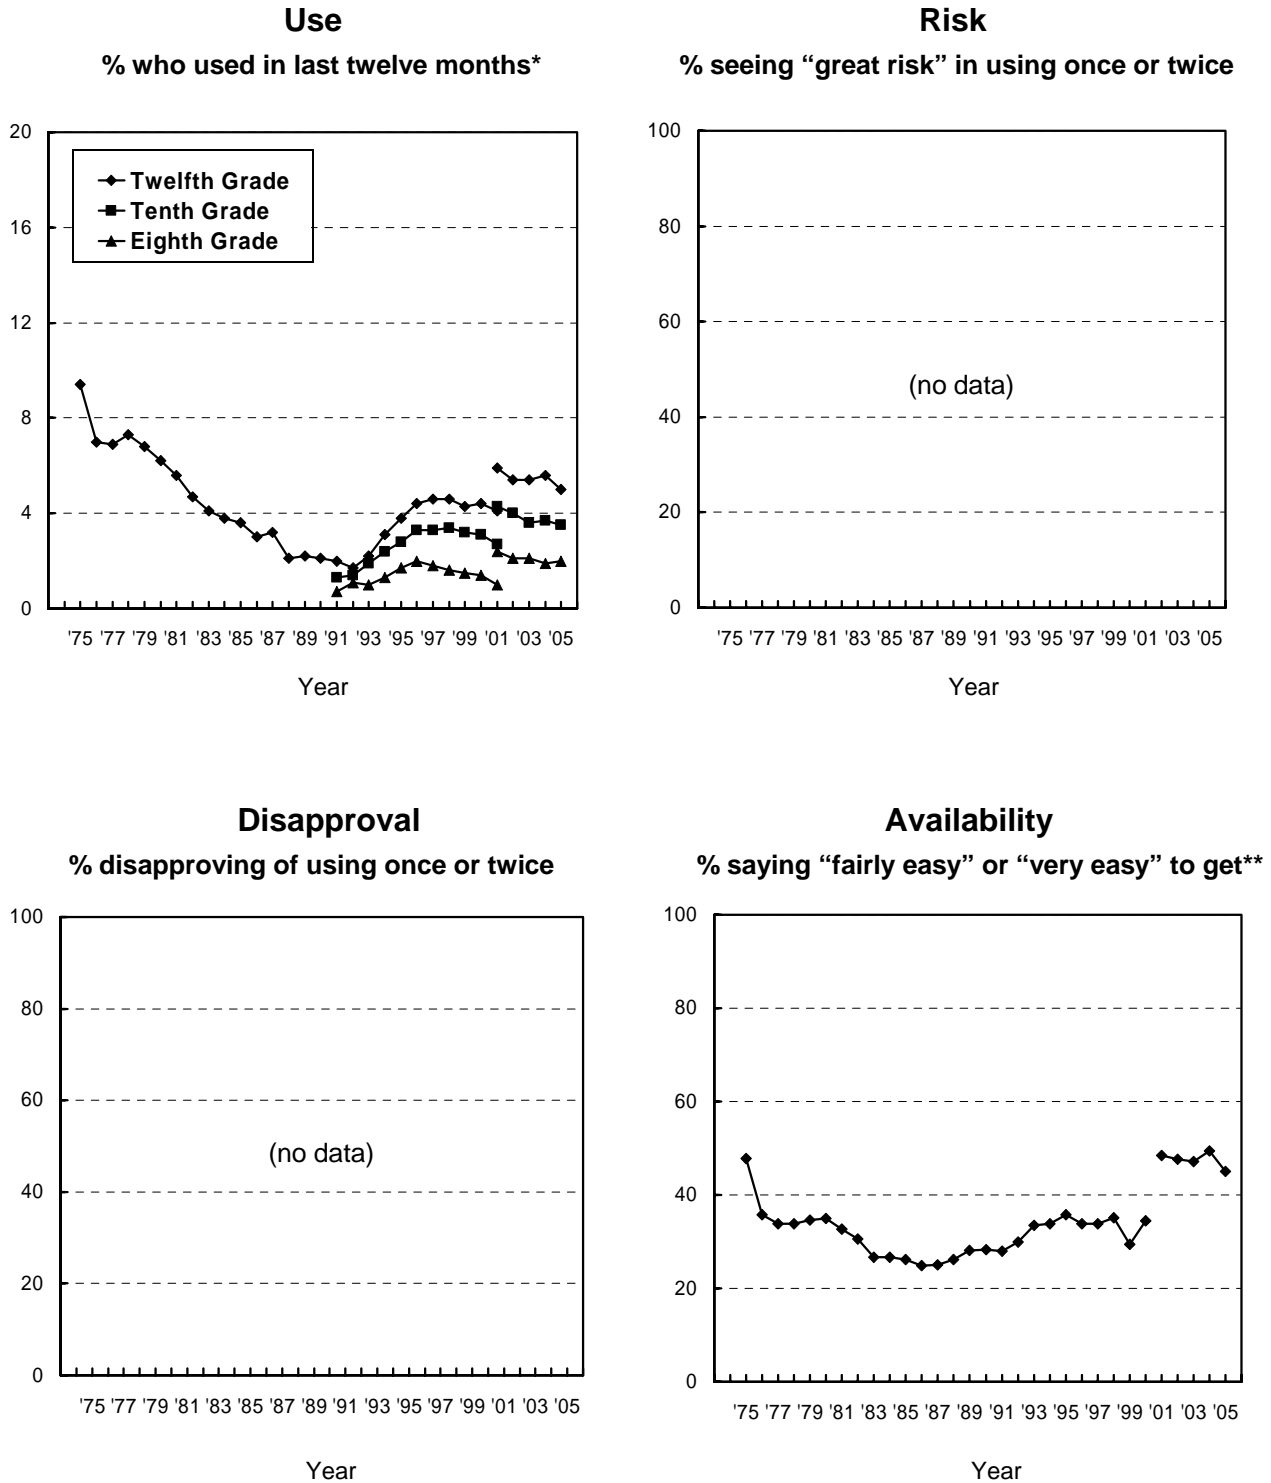 Use
% who used in last twelve months*
20
16
12
8
4
0
Twelfth Grade
Tenth Grade
Eighth Grade
'75 '77 '79 '81 '83 '85 '87 '89 '91 '93 '95 '97 '99 '01 '03 '05
Year
Risk
% seeing “great risk” in using once or twice
100
80
60
40
20
0
(no data)
'75 '77 '79 '81 '83 '85 '87 '89 '91 '93 '95 '97 '99 '01 '03 '05
Year
Disapproval
% disapproving of using once or twice
100
80
60
40
20
0
(no data)
'75 '77 '79 '81 '83 '85 '87 '89 '91 '93 '95 '97 '99 '01 '03 '05
Year
Availability
% saying “fairly easy” or “very easy” to get**
100
80
60
40
20
0
'75 '77 '79 '81 '83 '85 '87 '89 '91 '93 '95 '97 '99 '01 '03 '05
Year